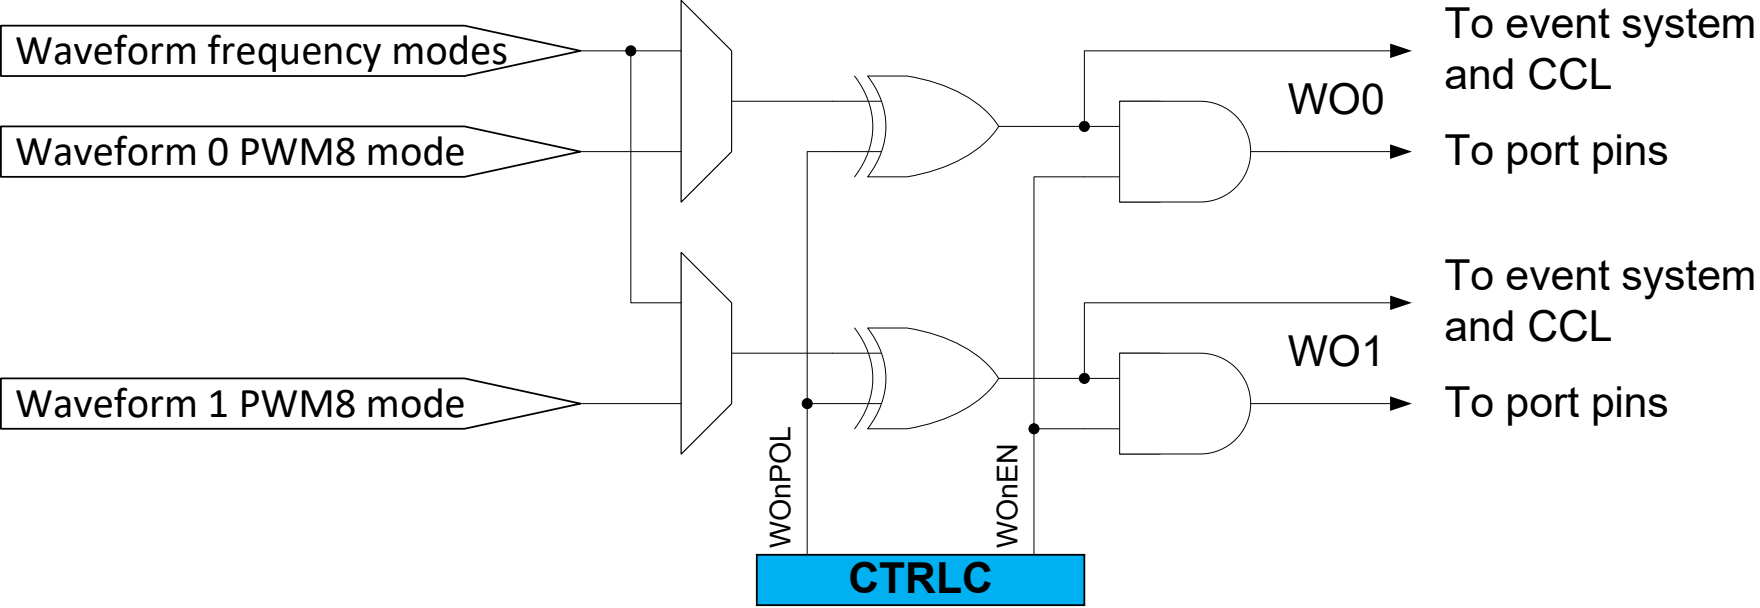 Waveform frequency modes
To event system
and CCL
WO0
Waveform 0 PWM8 mode
To port pins
To event system
and CCL
WO1
Waveform 1 PWM8 mode
To port pins
WOnPOL
WOnEN
CTRLC